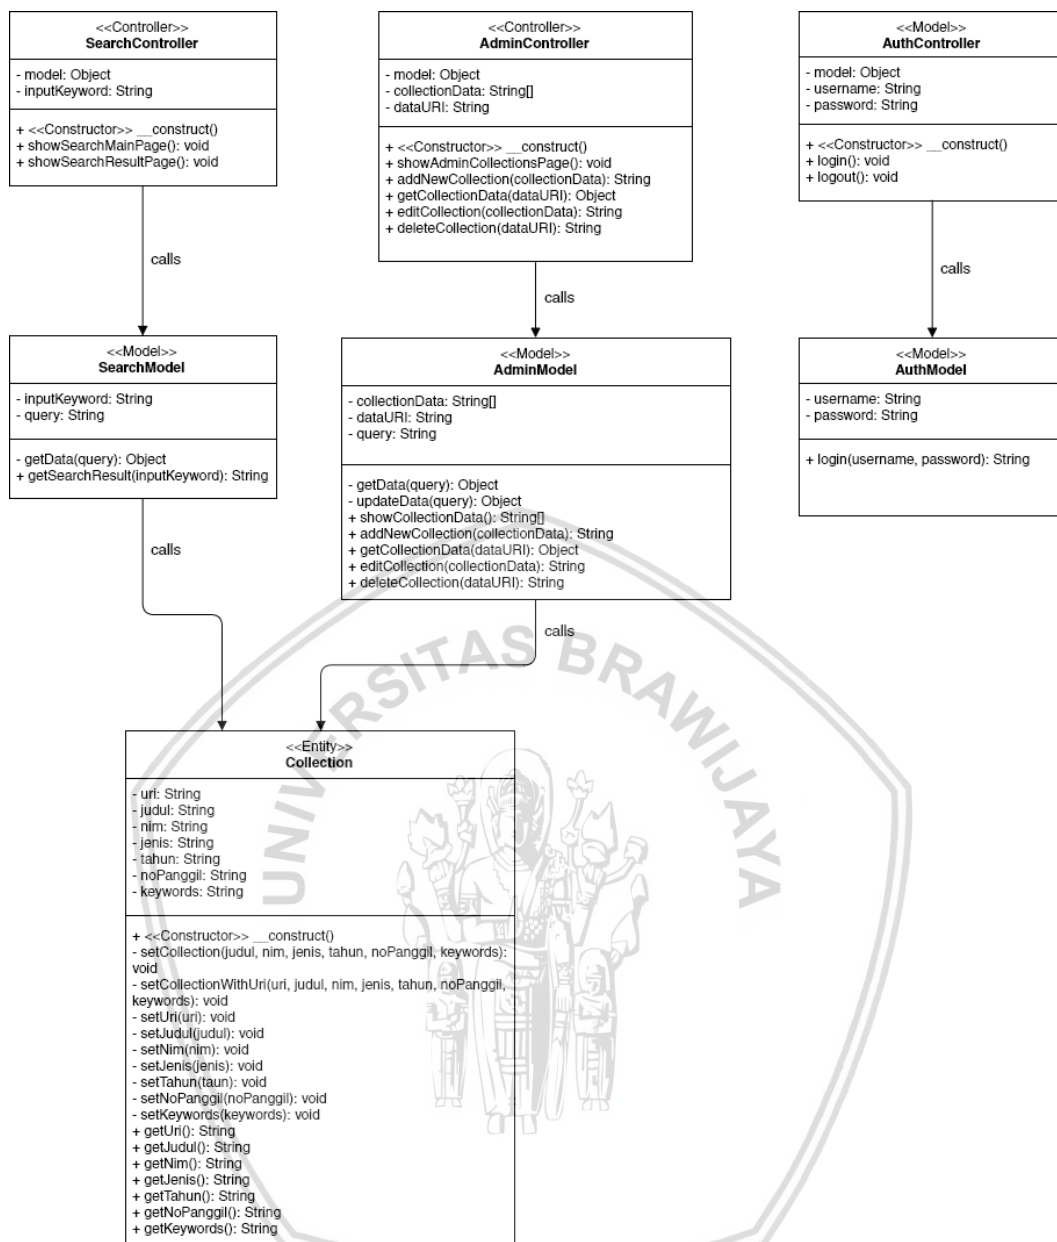 <<Controller>>
SearchController
- model: Object
- inputKeyword: String
+ <<Constructor>> __construct()
+ showSearchMainPage(): void
+ showSearchResultPage(): void
<<Controller>>
AdminController
- model: Object
- collectionData: String[]
- dataURI: String
+ <<Constructor>> __construct()
+ showAdminCollectionsPage(): void
+ addNewCollection(collectionData): String
+ getCollectionData(dataURI): Object
+ editCollection(collectionData): String
+ deleteCollection(dataURI): String
<<Model>>
AuthController
- model: Object
- username: String
- password: String
+ <<Constructor>> __construct()
+ login(): void
+ logout(): void
calls
calls
calls
<<Model>>
SearchModel
- inputKeyword: String
- query: String
- getData(query): Object
+ getSearchResult(inputKeyword): String
<<Model>>
AdminModel
- collectionData: String[]
- dataURI: String
- query: String
- getData(query): Object
- updateData(query): Object
+ showCollectionData(): String[]
+ addNewCollection(collectionData): String
+ getCollectionData(dataURI): Object
+ editCollection(collectionData): String
+ deleteCollection(dataURI): String
<<Model>>
AuthModel
- username: String
- password: String
+ login(username, password): String
calls
calls
UNIVERSITAS BRAWIJAYA
<<Entity>>
Collection
- uri: String
- judul: String
- nim: String
- jenis: String
- tahun: String
- noPanggil: String
- keywords: String
+ <<Constructor>> __construct()
- setCollection(judul, nim, jenis, tahun, noPanggil, keywords):
void
- setCollectionWithUri(uri, judul, nim, jenis, tahun, noPanggil,
keywords): void
- setUri(uri): void
- setJudul(judul): void
- setNim(nim): void
- setJenis(jenis): void
- setTahun(taun): void
- setNoPanggil(noPanggil): void
- setKeywords(keywords): void
+ getUri(): String
+ getJudul(): String
+ getNim(): String
+ getJenis(): String
+ getTahun(): String
+ getNoPanggil(): String
+ getKeywords(): String